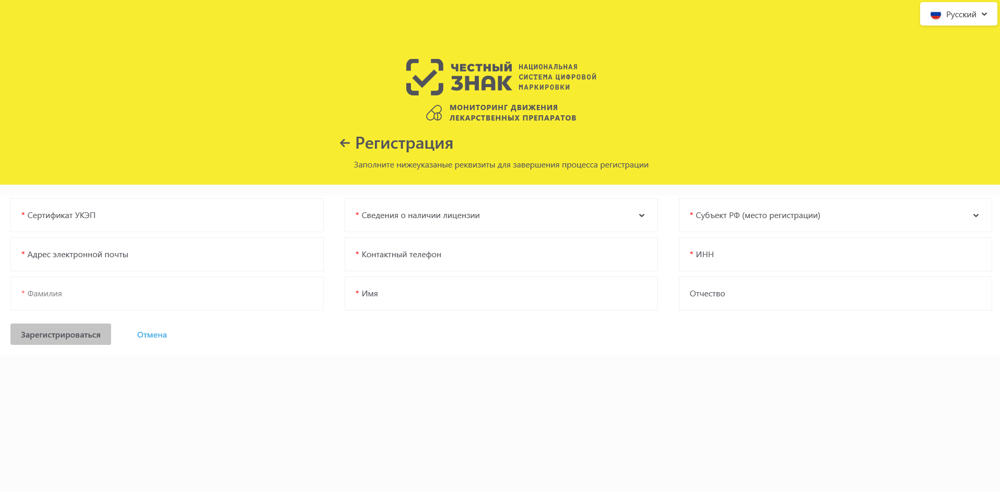 Русский
ЧЕСТНЫЙ
ЗНАК
НАЦИОНАЛЬНАЯ
СИСТЕМА ЦИФРОВОЙ
МАРКИРОВКИ
МОНИТОРИНГ ДВИЖЕНИЯ
ЛЕКАРСТВЕННЫХ ПРЕПАРАТОВ
Регистрация
Заполните нижеуказаные реквизиты для завершения процесса регистрации
* Сертификат УКЭП
* Сведения о наличии лицензии
* Субъект РФ (место регистрации)
* Адрес электронной почты
* Контактный телефон
* ИНН
* Фамилия
* Имя
Отчество
Зарегистрироваться
Отмена